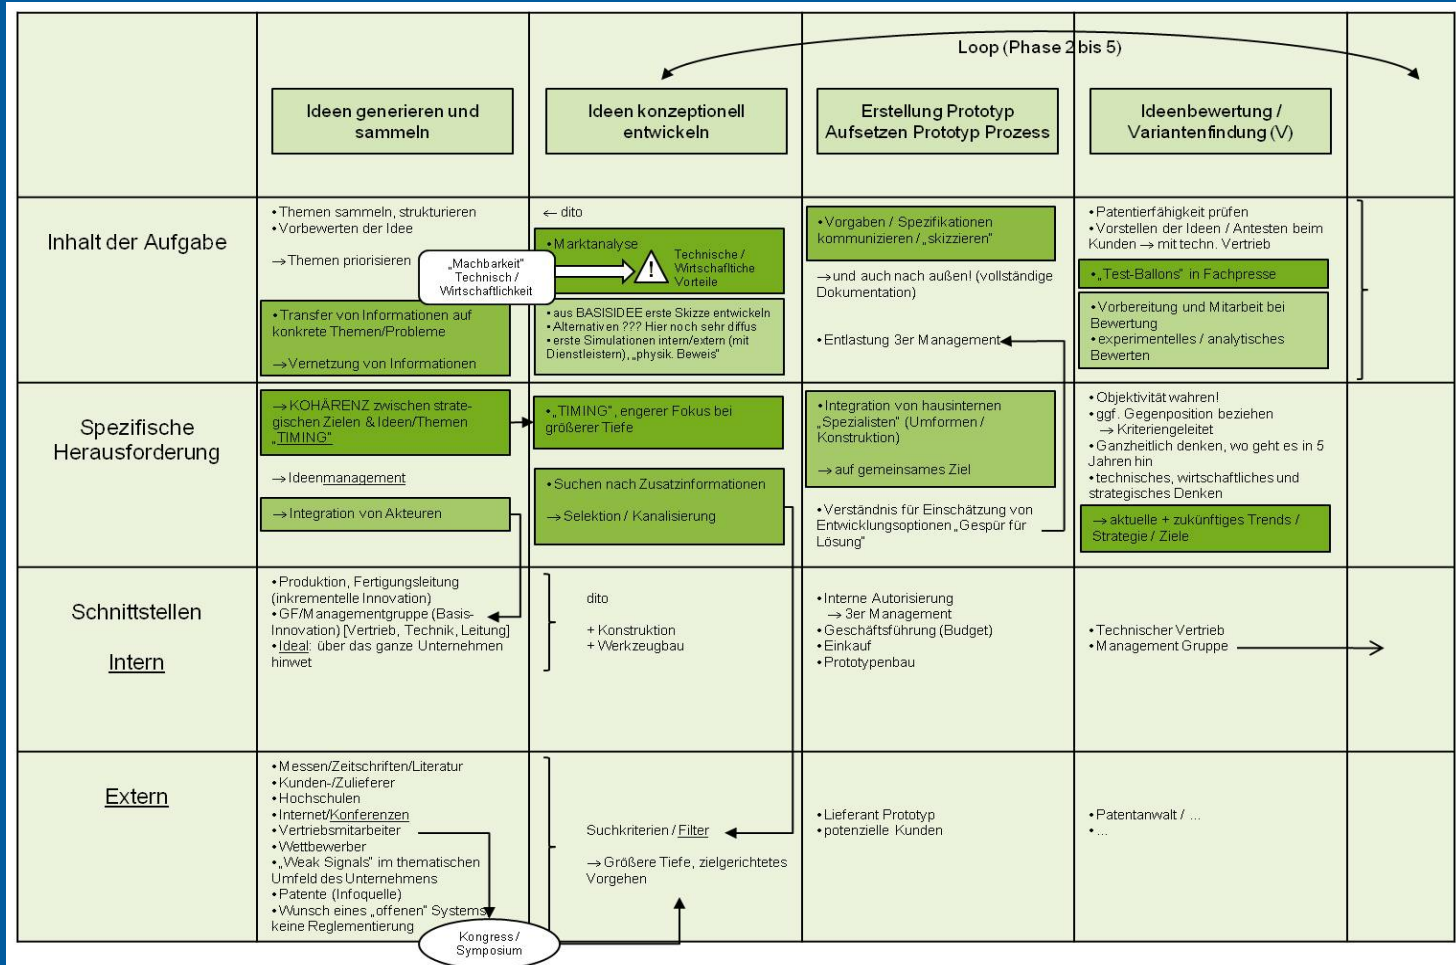 Loop (Phase 2 bis 5)
Ideen generieren und
sammeln
Ideen konzeptionell
entwickeln
Erstellung Prototyp
Aufsetzen Prototyp Prozess
Ideenbewertung /
Variantenfindung (V)
Inhalt der Aufgabe
•Themen sammeln, strukturieren
•Vorbewerten der Idee
→Themen priorisieren
•Transfer von Informationen auf
konkrete Themen/Probleme
→Vernetzung von Informationen
„Machbarkeit"
Technisch /
Wirtschaftlichkeit
← dito
•Marktanalyse
!
Technische /
Wirtschafltiche
Vorteile
•aus BASISIDEE erste Skizze entwickeln
•Alternativen ??? Hier noch sehr diffus
•erste Simulationen intern/extern (mit
Dienstleistern), „physik. Beweis"
•Vorgaben / Spezifikationen
kommunizieren / „skizzieren"
→und auch nach außen! (vollständige
Dokumentation)
•Entlastung 3er Management
•Patentierfähigkeit prüfen
•Vorstellen der Ideen / Antesten beim
Kunden → mit techn. Vertrieb
•„Test-Ballons" in Fachpresse
•Vorbereitung und Mitarbeit bei
Bewertung
•experimentelles / analytisches
Bewerten
Spezifische
Herausforderung
→KOHÄRENZ zwischen strate-
gischen Zielen & Ideen/Themen
„TIMING"
→Ideenmanagement
→Integration von Akteuren
•„TIMING", engerer Fokus bei
größerer Tiefe
•Suchen nach Zusatzinformationen
→Selektion / Kanalisierung
•Integration von hausinternen
„Spezialisten" (Umformen /
Konstruktion)
→auf gemeinsames Ziel
•Verständnis für Einschätzung von
Entwicklungsoptionen „Gespür für
Lösung"
•Objektivität wahren!
•ggf. Gegenposition beziehen
→ Kriteriengeleitet
•Ganzheitlich denken, wo geht es in 5
Jahren hin
•technisches, wirtschaftliches und
strategisches Denken
→aktuelle + zukünftiges Trends /
Strategie / Ziele
Schnittstellen
Intern
•Produktion, Fertigungsleitung
(inkrementelle Innovation)
•GF/Managementgruppe (Basis-
Innovation) [Vertrieb, Technik, Leitung]
•Ideal: über das ganze Unternehmen
hinwet
dito
+ Konstruktion
+ Werkzeugbau
•Interne Autorisierung
→ 3er Management
•Geschäftsführung (Budget)
•Einkauf
•Prototypenbau
•Technischer Vertrieb
•Management Gruppe
Extern
•Messen/Zeitschriften/Literatur
•Kunden-/Zulieferer
•Hochschulen
•Internet/Konferenzen
•Vertriebsmitarbeiter
•Wettbewerber
•„Weak Signals" im thematischen
Umfeld des Unternehmens
•Patente (Infoquelle)
•Wunsch eines „offenen" Systems
keine Reglementierung
Kongress /
Symposium
Suchkriterien / Filter
→Größere Tiefe, zielgerichtetes
Vorgehen
•Lieferant Prototyp
•potenzielle Kunden
•Patentanwalt / ...
•...